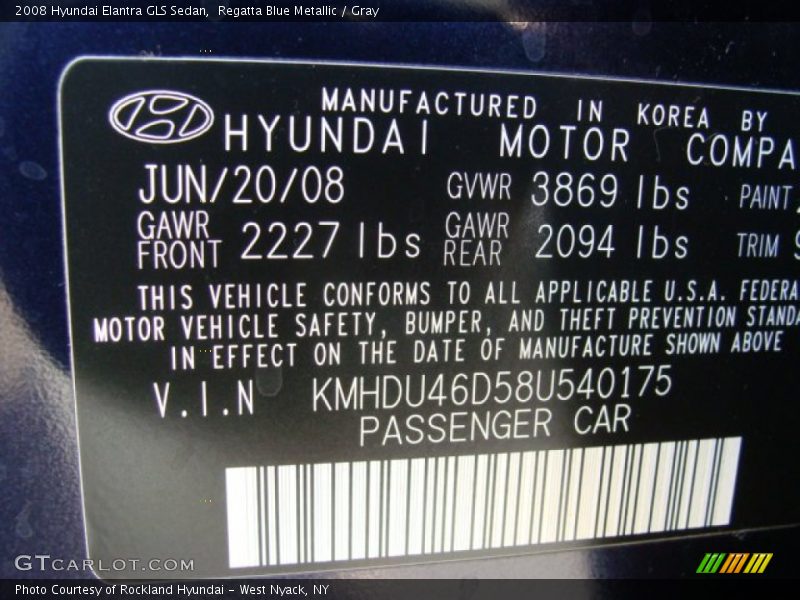 2008 Hyundai Elantra GLS Sedan, Regatta Blue Metallic / Gray
MANUFACTURED IN KOREA BY
HYUNDAI MOTOR
JUN/20/08 GVWR 3869 lbs PAINT
GAWR FRONT 2227 lbs GAWR REAR 2094 lbs TRIM
THIS VEHICLE CONFORMS TO ALL APPLICABLE U.S.A. FEDERA
MOTOR VEHICLE SAFETY, BUMPER, AND THEFT PREVENTION STANDA
IN EFFECT ON THE DATE OF MANUFACTURE SHOWN ABOVE
V.I.N KMHDU46D58U540175
PASSENGER CAR
GTCARLOT.COM
Photo Courtesy of Rockland Hyundai - West Nyack, NY